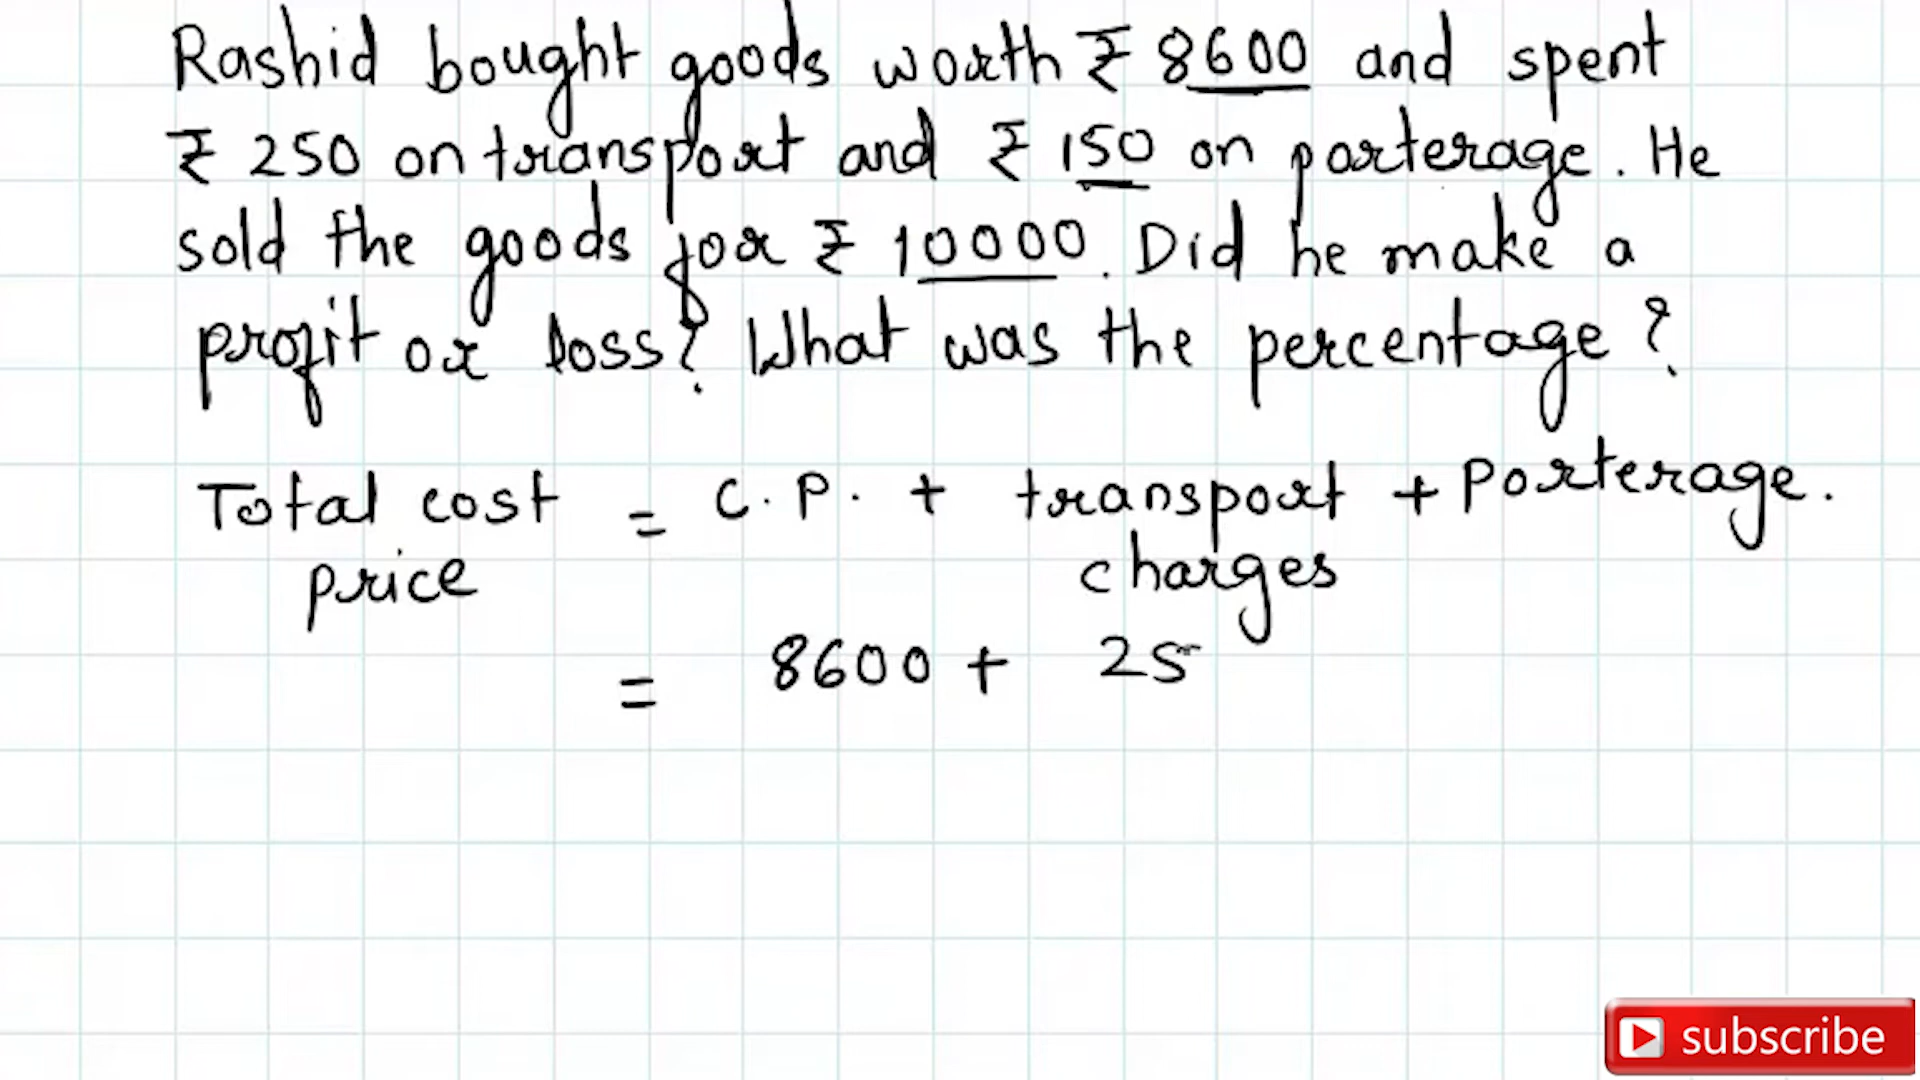 Rashid bought goods worth ₹ 8600 and spent
₹ 250 on transport and ₹ 150 on porterage. He
sold the goods for ₹ 10000. Did he make a
profit or loss? What was the percentage?
Total cost price = C.P. + transport charges + Porterage.
= 8600 + 25
subscribe